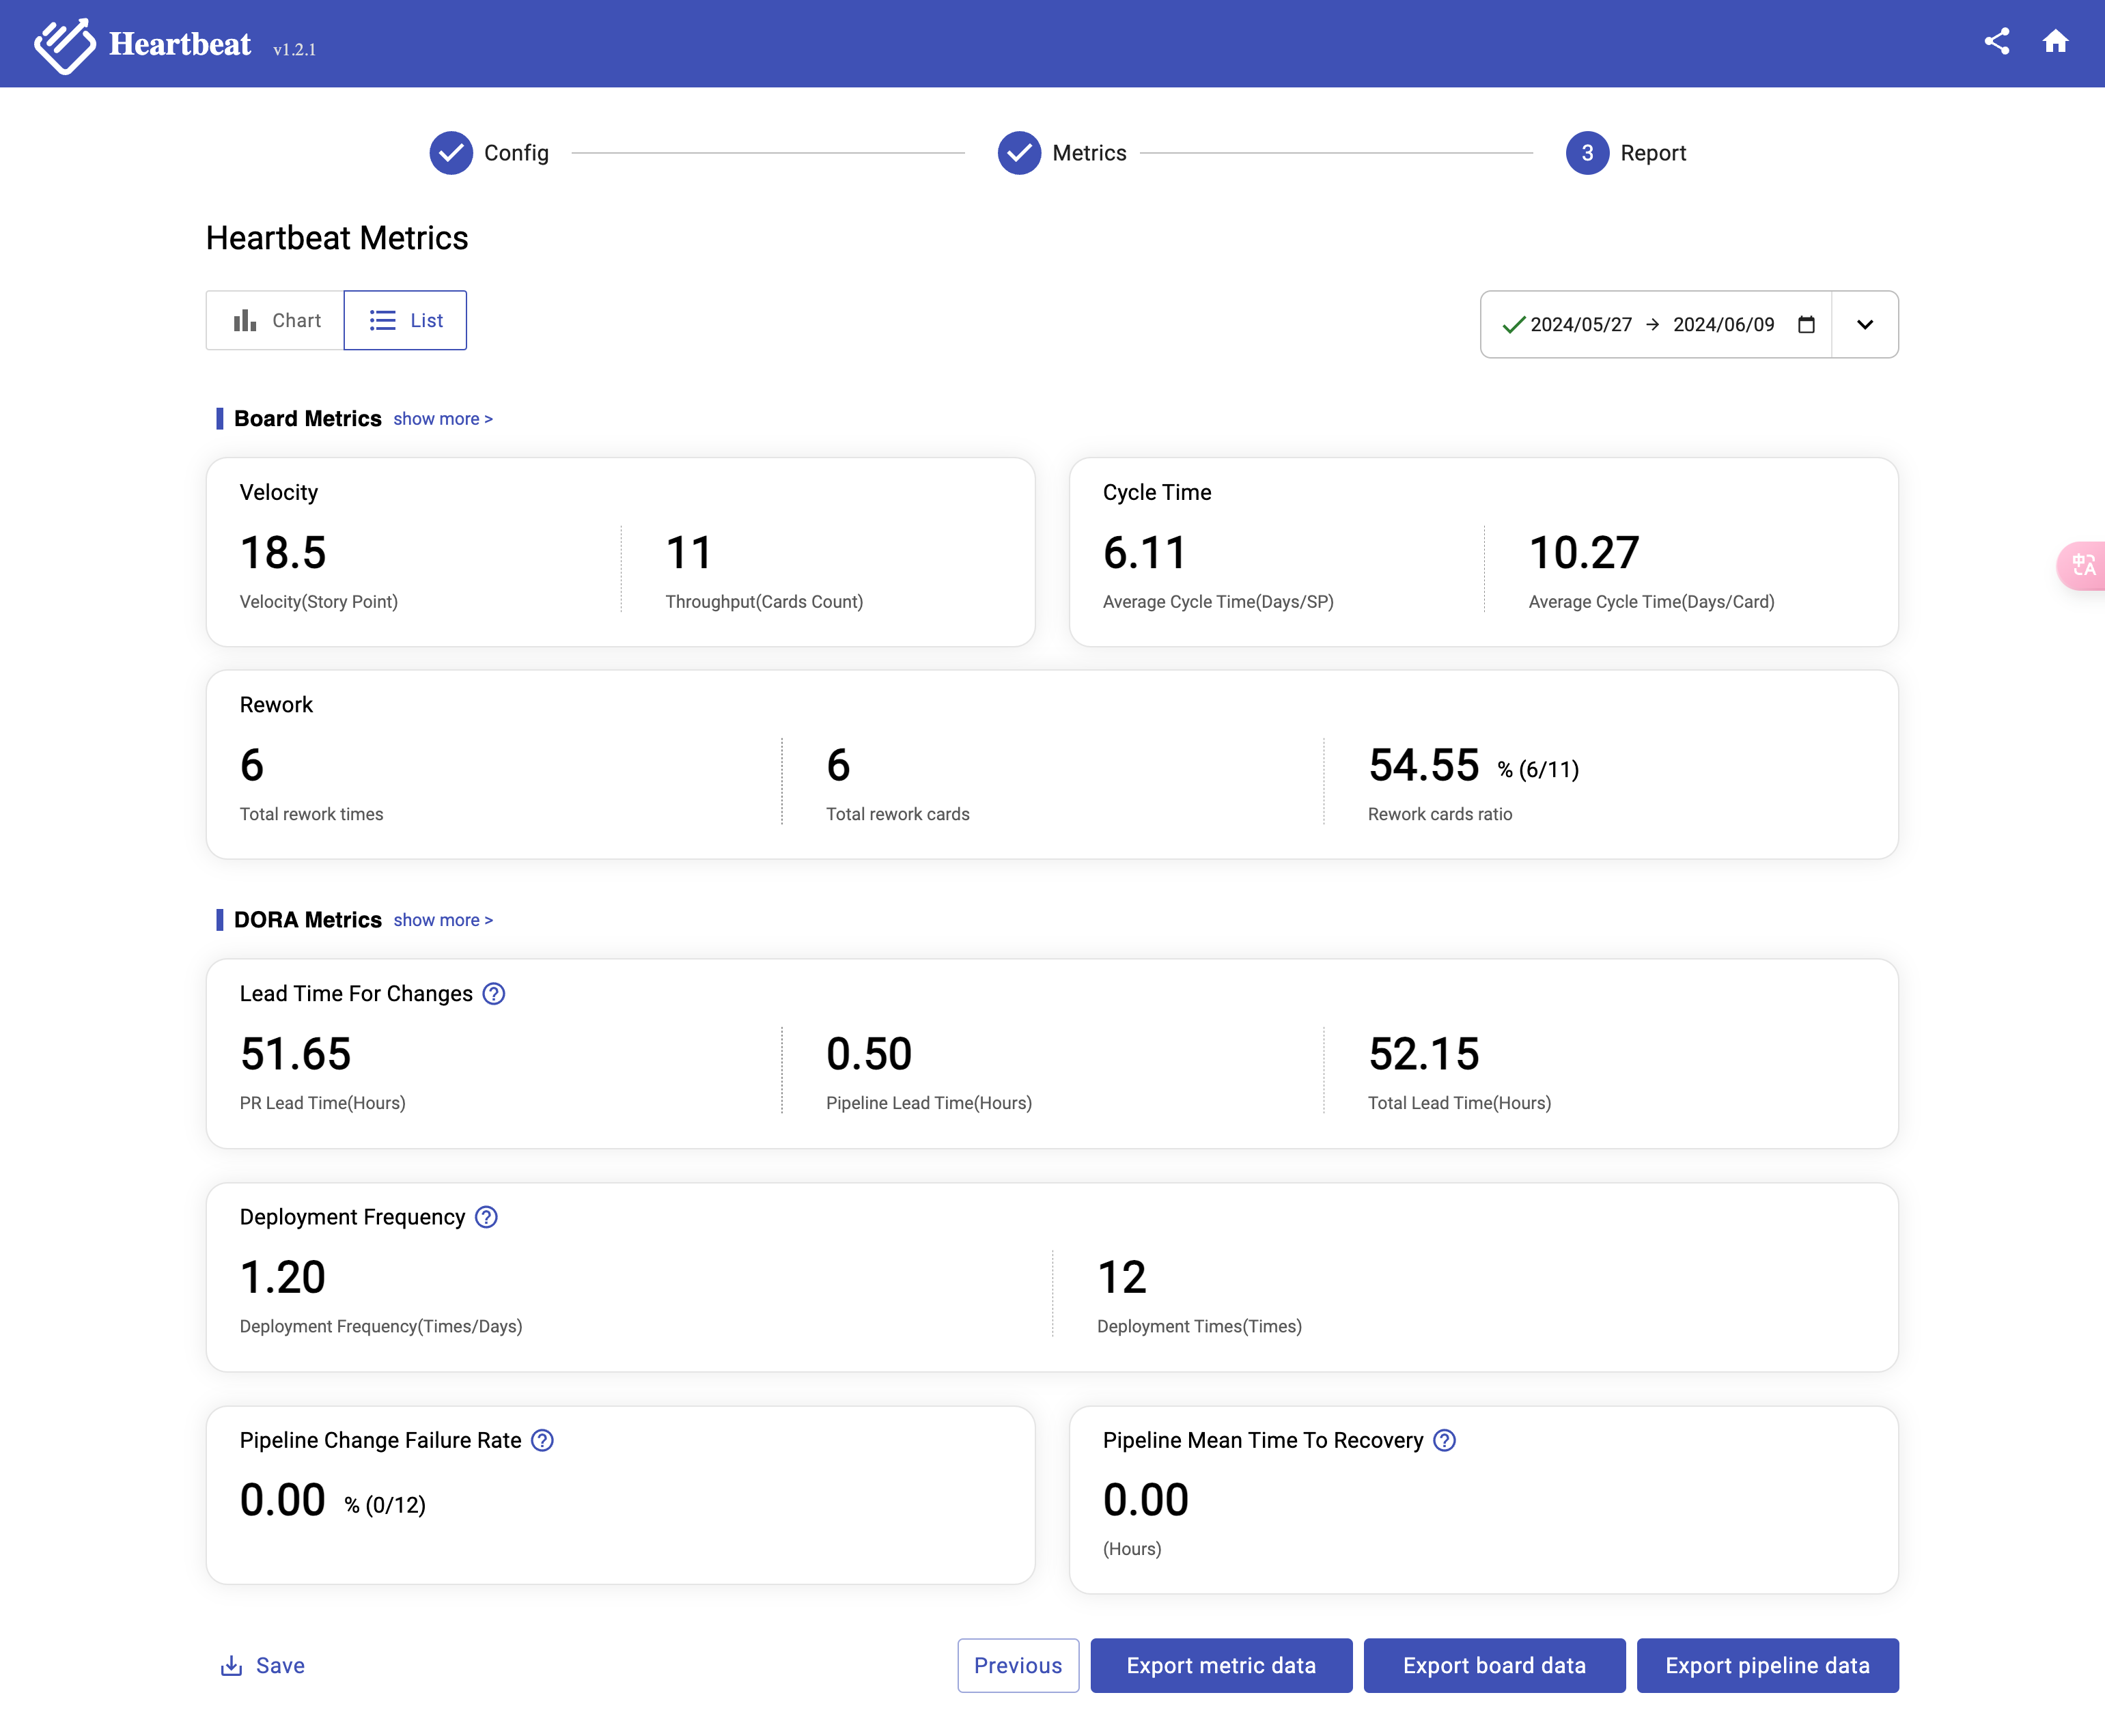 Heartbeat v1.2.1
Config
Metrics
3 Report
Heartbeat Metrics
Chart
List
2024/05/27 → 2024/06/09
Board Metrics show more >
Velocity
18.5
Velocity(Story Point)
11
Throughput(Cards Count)
Cycle Time
6.11
Average Cycle Time(Days/SP)
10.27
Average Cycle Time(Days/Card)
中A
Rework
6
Total rework times
6
Total rework cards
54.55 % (6/11)
Rework cards ratio
DORA Metrics show more >
Lead Time For Changes ?
51.65
PR Lead Time(Hours)
0.50
Pipeline Lead Time(Hours)
52.15
Total Lead Time(Hours)
Deployment Frequency ?
1.20
Deployment Frequency(Times/Days)
12
Deployment Times(Times)
Pipeline Change Failure Rate ?
0.00 % (0/12)
Pipeline Mean Time To Recovery ?
0.00
(Hours)
Save
Previous
Export metric data
Export board data
Export pipeline data